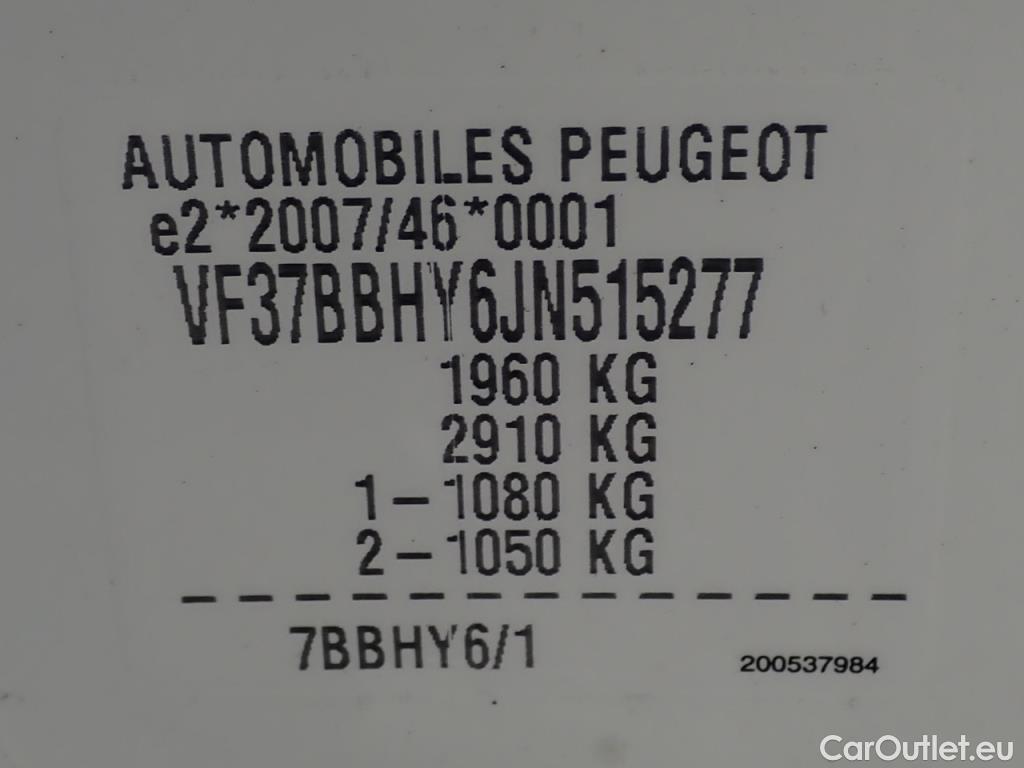 AUTOMOBILES PEUGEOT
e2*2007/46*0001
VF37BBHY6JN515277
1960 KG
2910 KG
1-1080 KG
2-1050 KG
7BBHY6/1
200537984
CarOutlet.eu